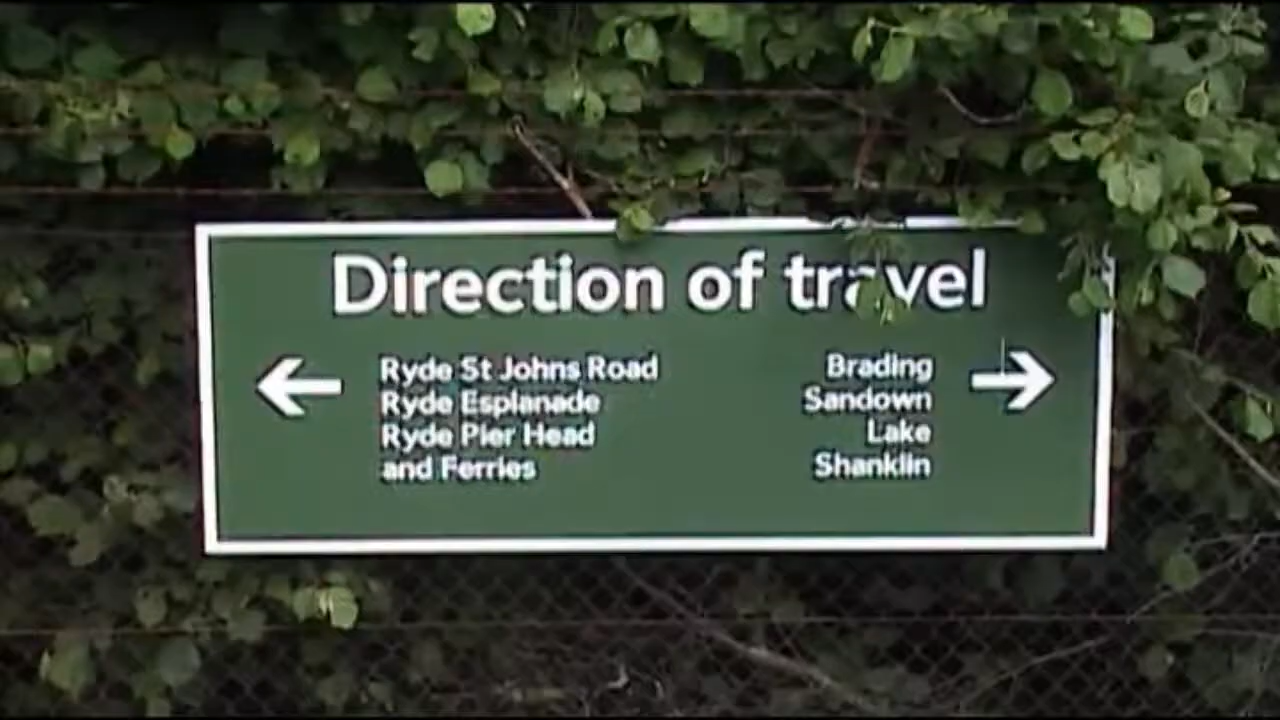 Direction of travel
Ryde St Johns Road
Ryde Esplanade
Ryde Pier Head
and Ferries
Brading
Sandown
Lake
Shanklin